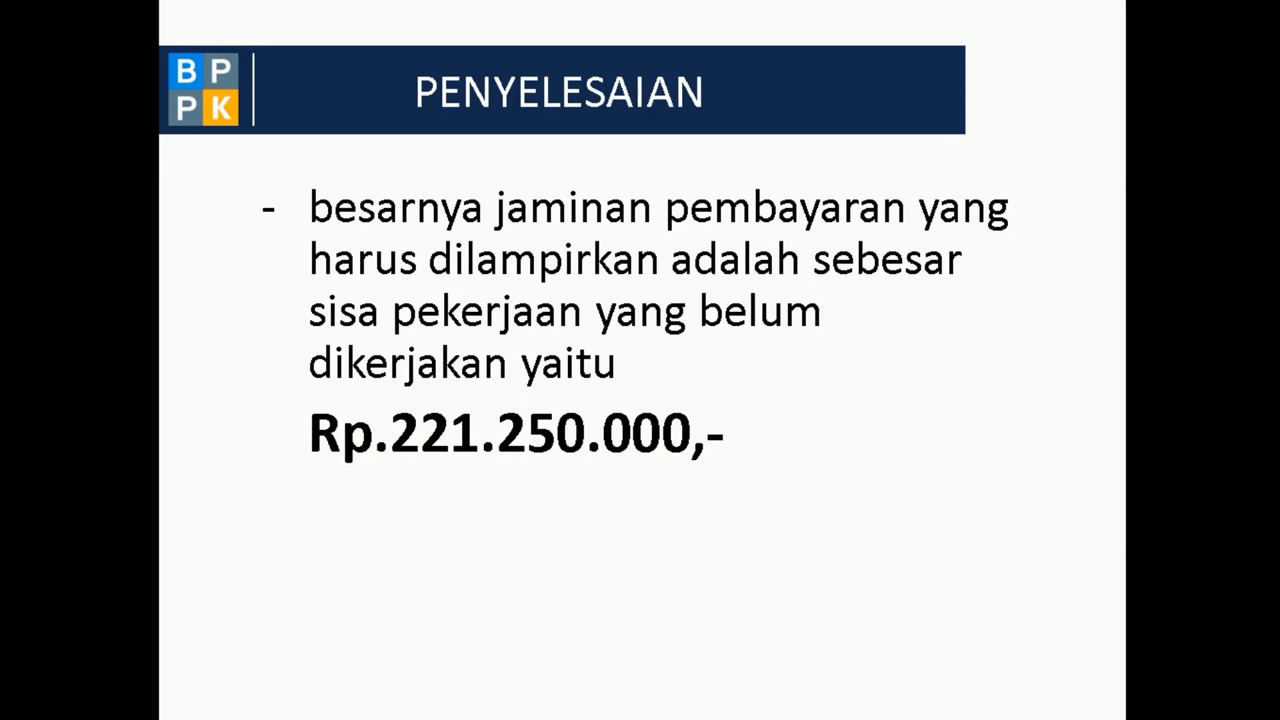 B P
P K
PENYELESAIAN
- besarnya jaminan pembayaran yang
harus dilampirkan adalah sebesar
sisa pekerjaan yang belum
dikerjakan yaitu
Rp.221.250.000,-